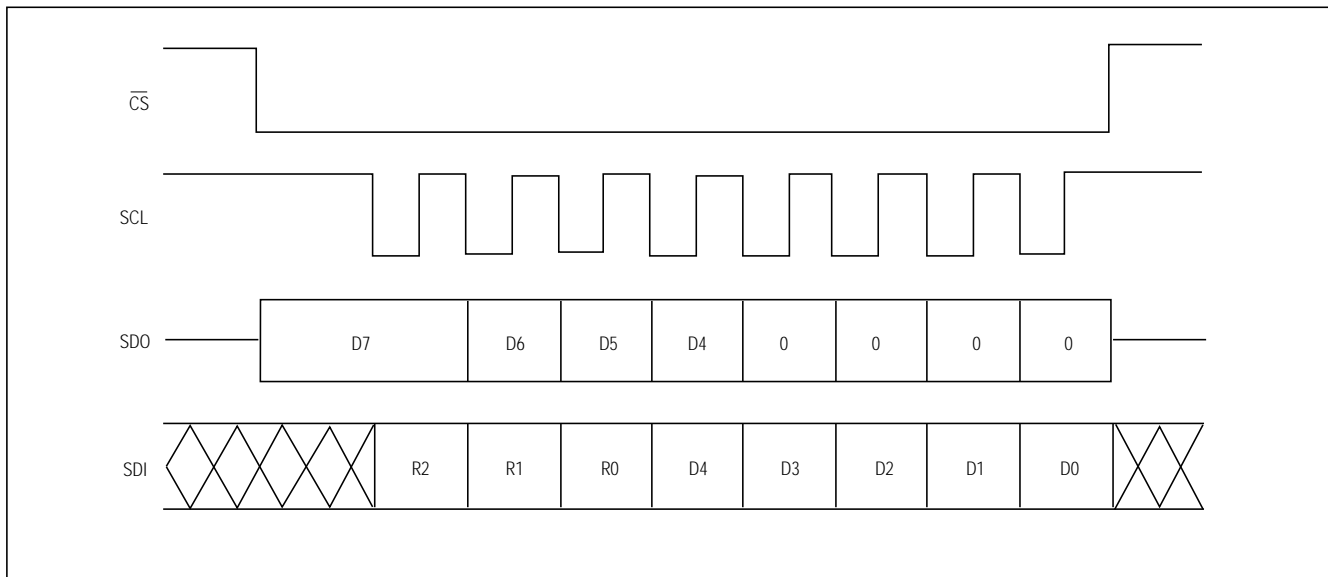 C̅S̅
SCL
SDO D7 D6 D5 D4 0 0 0 0
SDI R2 R1 R0 D4 D3 D2 D1 D0